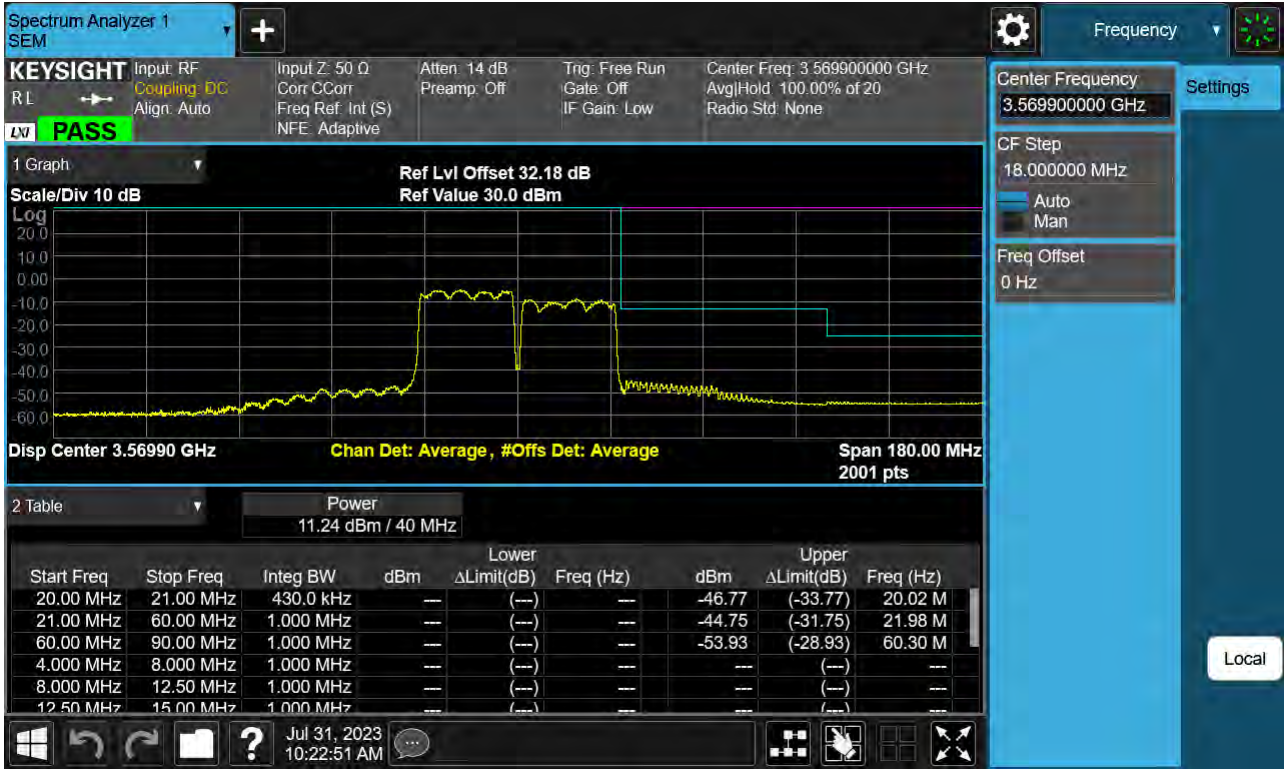 Spectrum Analyzer 1
SEM
Frequency
KEYSIGHT
Input: RF
Coupling: DC
Align: Auto
Input Z: 50 Ω
Corr CCorr
Freq Ref: Int (S)
NFE: Adaptive
Atten: 14 dB
Preamp: Off
Trig: Free Run
Gate: Off
IF Gain: Low
Center Freq: 3.569900000 GHz
Avg|Hold: 100.00% of 20
Radio Std: None
RL
LXI
PASS
Center Frequency
3.569900000 GHz
Settings
CF Step
18.000000 MHz
Auto
Man
Freq Offset
0 Hz
1 Graph
Ref Lvl Offset 32.18 dB
Scale/Div 10 dB
Ref Value 30.0 dBm
Log
20.0
10.0
0.00
-10.0
-20.0
-30.0
-40.0
-50.0
-60.0
Disp Center 3.56990 GHz
Chan Det: Average, #Offs Det: Average
Span 180.00 MHz
2001 pts
2 Table
Power
11.24 dBm / 40 MHz
Lower Upper
Start Freq Stop Freq Integ BW dBm ΔLimit(dB) Freq (Hz) dBm ΔLimit(dB) Freq (Hz)
20.00 MHz 21.00 MHz 430.0 kHz --- (---) --- -46.77 (-33.77) 20.02 M
21.00 MHz 60.00 MHz 1.000 MHz --- (---) --- -44.75 (-31.75) 21.98 M
60.00 MHz 90.00 MHz 1.000 MHz --- (---) --- -53.93 (-28.93) 60.30 M
4.000 MHz 8.000 MHz 1.000 MHz --- (---) --- --- (---) ---
8.000 MHz 12.50 MHz 1.000 MHz --- (---) --- --- (---) ---
12.50 MHz 15.00 MHz 1.000 MHz --- (---) --- --- (---) ---
Local
?
Jul 31, 2023
10:22:51 AM